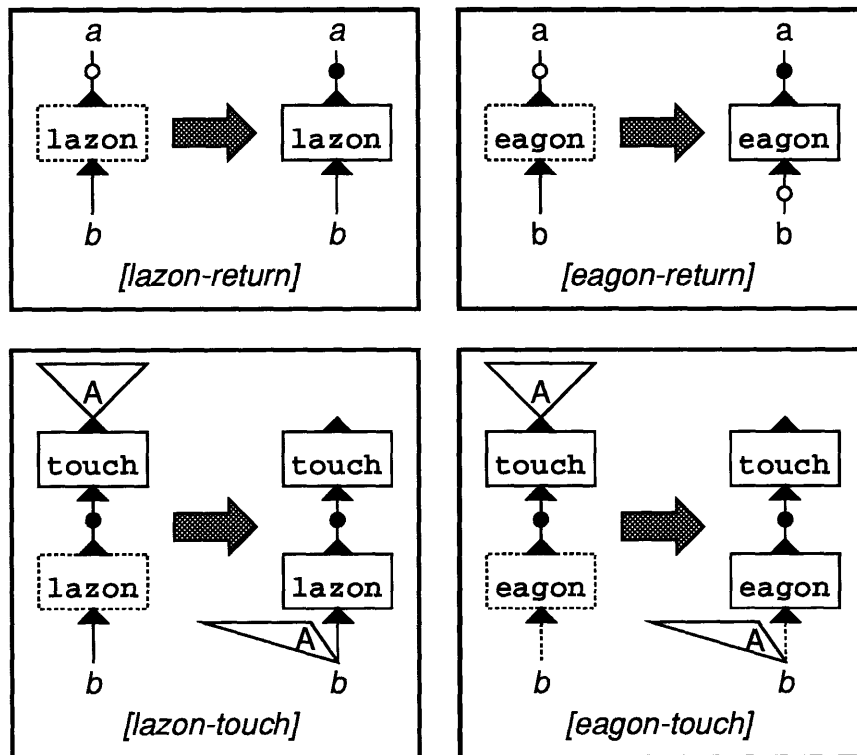 a a a a
lazon lazon eagon eagon
b b b b
[lazon-return] [eagon-return]
A A
touch touch touch touch
lazon lazon eagon eagon
A A
b b b b
[lazon-touch] [eagon-touch]